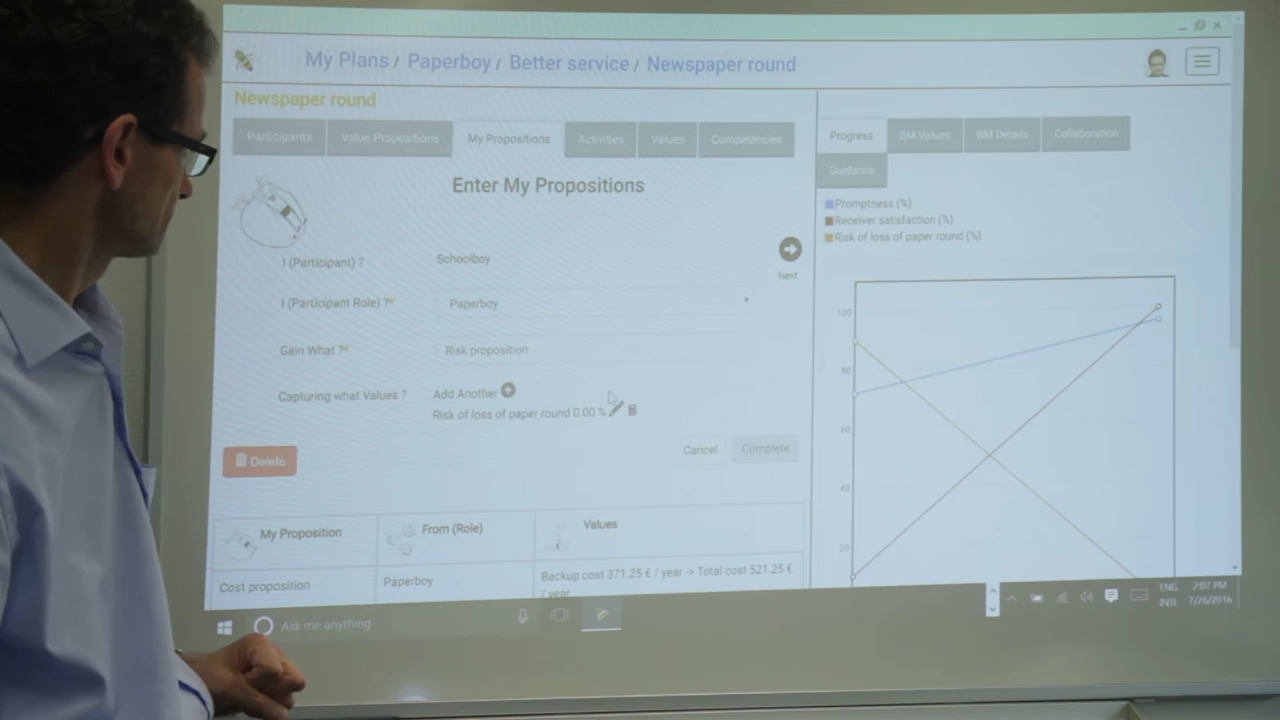 My Plans / Paperboy / Better service / Newspaper round
Newspaper round
Participants
Value Propositions
My Propositions
Activities
Values
Competencies
Enter My Propositions
I (Participant) ?
Schoolboy
Next
I (Participant Role) ?*
Paperboy
Gain What ?*
Risk proposition
Capturing what Values ?
Add Another
Risk of loss of paper round 0.00 %
Delete
Cancel
Complete
My Proposition
From (Role)
Values
Cost proposition
Paperboy
Backup cost 371.25 € / year -> Total cost 521.25 €
/ year
Progress
BM Values
BM Details
Collaboration
Guidance
Promptness (%)
Receiver satisfaction (%)
Risk of loss of paper round (%)
100
80
60
40
20
Ask me anything
ENG
INTL
2:07 PM
7/26/2016